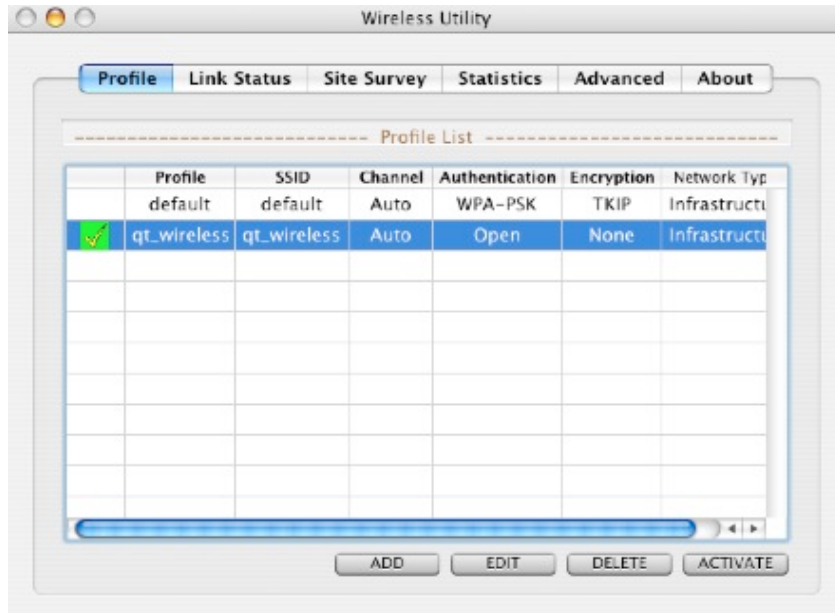 Wireless Utility
Profile Link Status Site Survey Statistics Advanced About
---------------------------- Profile List ----------------------------
Profile SSID Channel Authentication Encryption Network Typ
default default Auto WPA-PSK TKIP Infrastructu
qt_wireless qt_wireless Auto Open None Infrastructu
ADD EDIT DELETE ACTIVATE